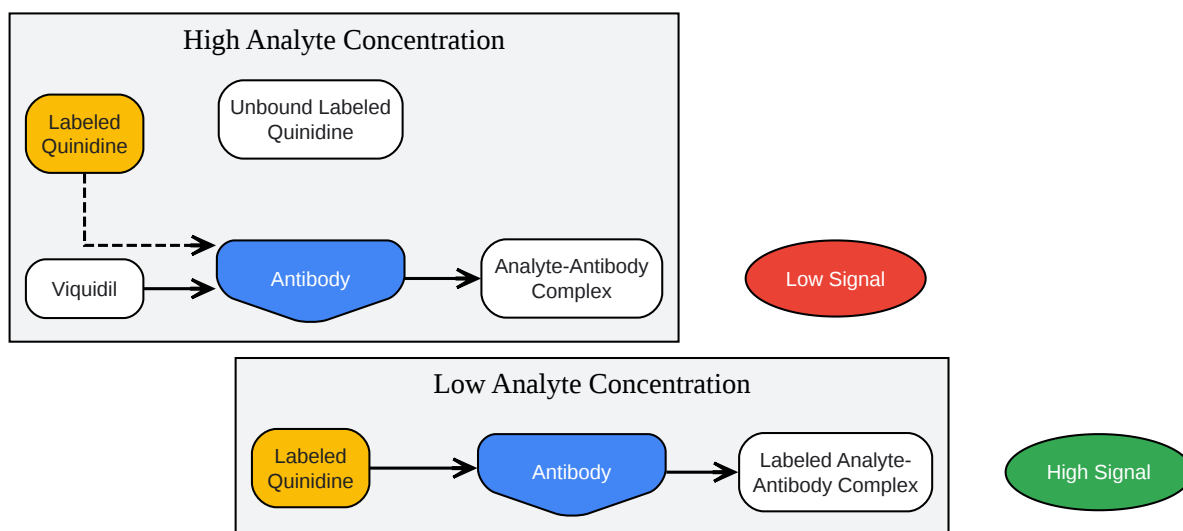 High Analyte Concentration
Labeled
Quinidine
Unbound Labeled
Quinidine
Viquidil
Antibody
Analyte-Antibody
Complex
Low Signal
Low Analyte Concentration
Labeled
Quinidine
Antibody
Labeled Analyte-
Antibody Complex
High Signal